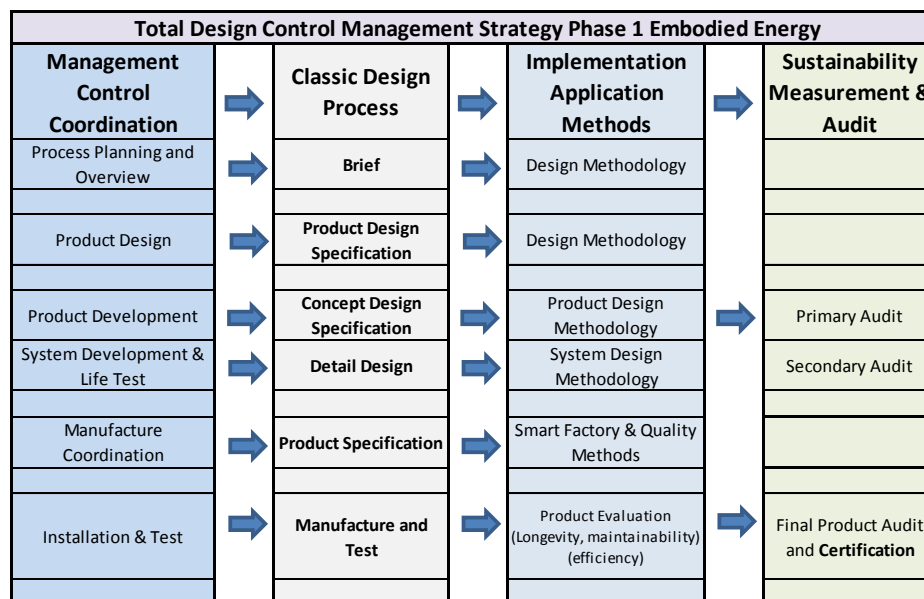 Total Design Control Management Strategy Phase 1 Embodied Energy
Management
Control
Coordination
Classic Design
Process
Implementation
Application
Methods
Sustainability
Measurement &
Audit
Process Planning and
Overview
Brief
Design Methodology
Product Design
Product Design
Specification
Design Methodology
Product Development
Concept Design
Specification
Product Design
Methodology
Primary Audit
System Development &
Life Test
Detail Design
System Design
Methodology
Secondary Audit
Manufacture
Coordination
Product Specification
Smart Factory & Quality
Methods
Installation & Test
Manufacture and
Test
Product Evaluation
(Longevity, maintainability)
(efficiency)
Final Product Audit
and Certification